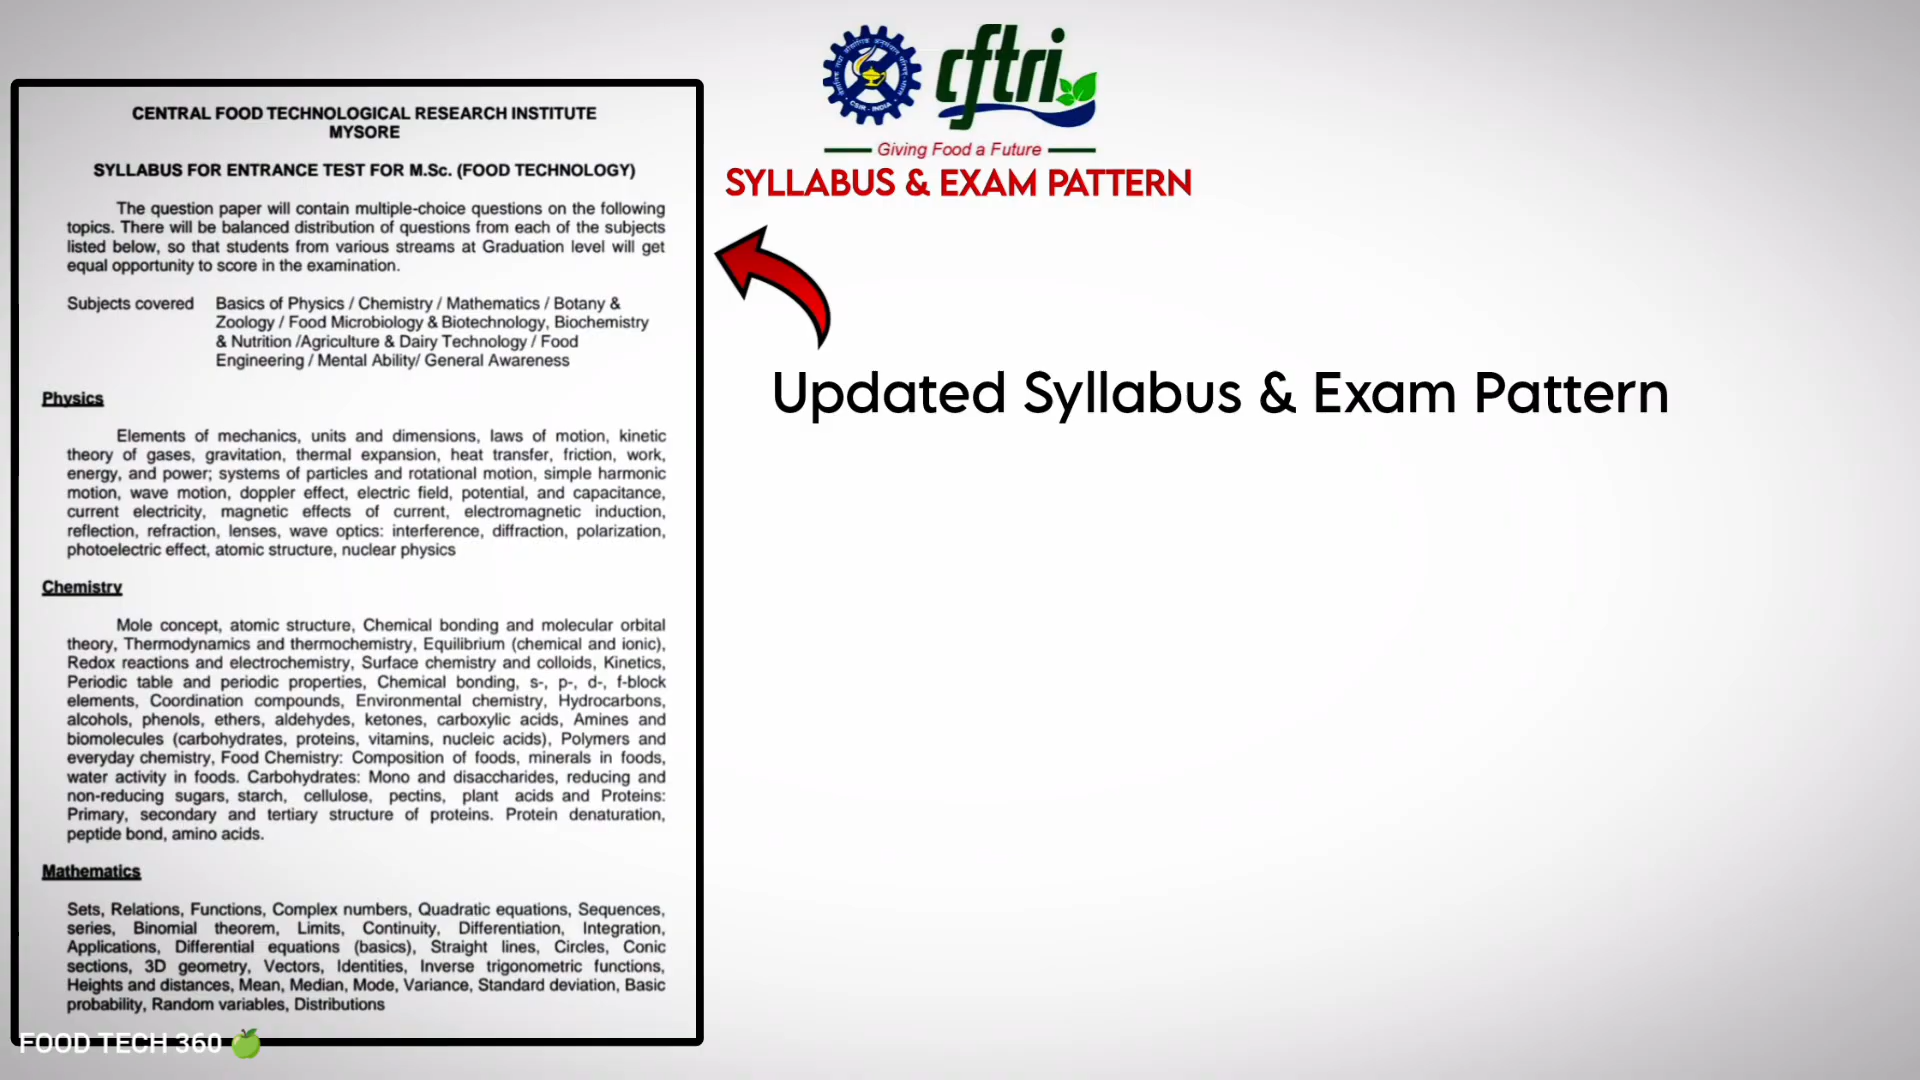 CENTRAL FOOD TECHNOLOGICAL RESEARCH INSTITUTE
MYSORE
SYLLABUS FOR ENTRANCE TEST FOR M.Sc. (FOOD TECHNOLOGY)
The question paper will contain multiple-choice questions on the following
topics. There will be balanced distribution of questions from each of the subjects
listed below, so that students from various streams at Graduation level will get
equal opportunity to score in the examination.
Subjects covered Basics of Physics / Chemistry / Mathematics / Botany &
Zoology / Food Microbiology & Biotechnology, Biochemistry
& Nutrition /Agriculture & Dairy Technology / Food
Engineering / Mental Ability/ General Awareness
Physics
Elements of mechanics, units and dimensions, laws of motion, kinetic
theory of gases, gravitation, thermal expansion, heat transfer, friction, work,
energy, and power; systems of particles and rotational motion, simple harmonic
motion, wave motion, doppler effect, electric field, potential, and capacitance,
current electricity, magnetic effects of current, electromagnetic induction,
reflection, refraction, lenses, wave optics: interference, diffraction, polarization,
photoelectric effect, atomic structure, nuclear physics
Chemistry
Mole concept, atomic structure, Chemical bonding and molecular orbital
theory, Thermodynamics and thermochemistry, Equilibrium (chemical and ionic),
Redox reactions and electrochemistry, Surface chemistry and colloids, Kinetics,
Periodic table and periodic properties, Chemical bonding, s-, p-, d-, f-block
elements, Coordination compounds, Environmental chemistry, Hydrocarbons,
alcohols, phenols, ethers, aldehydes, ketones, carboxylic acids, Amines and
biomolecules (carbohydrates, proteins, vitamins, nucleic acids), Polymers and
everyday chemistry, Food Chemistry: Composition of foods, minerals in foods,
water activity in foods. Carbohydrates: Mono and disaccharides, reducing and
non-reducing sugars, starch, cellulose, pectins, plant acids and Proteins:
Primary, secondary and tertiary structure of proteins. Protein denaturation,
peptide bond, amino acids.
Mathematics
Sets, Relations, Functions, Complex numbers, Quadratic equations, Sequences,
series, Binomial theorem, Limits, Continuity, Differentiation, Integration,
Applications, Differential equations (basics), Straight lines, Circles, Conic
sections, 3D geometry, Vectors, Identities, Inverse trigonometric functions,
Heights and distances, Mean, Median, Mode, Variance, Standard deviation, Basic
probability, Random variables, Distributions
FOOD TECH 360
CSIR - INDIA
cftri
Giving Food a Future
SYLLABUS & EXAM PATTERN
Updated Syllabus & Exam Pattern